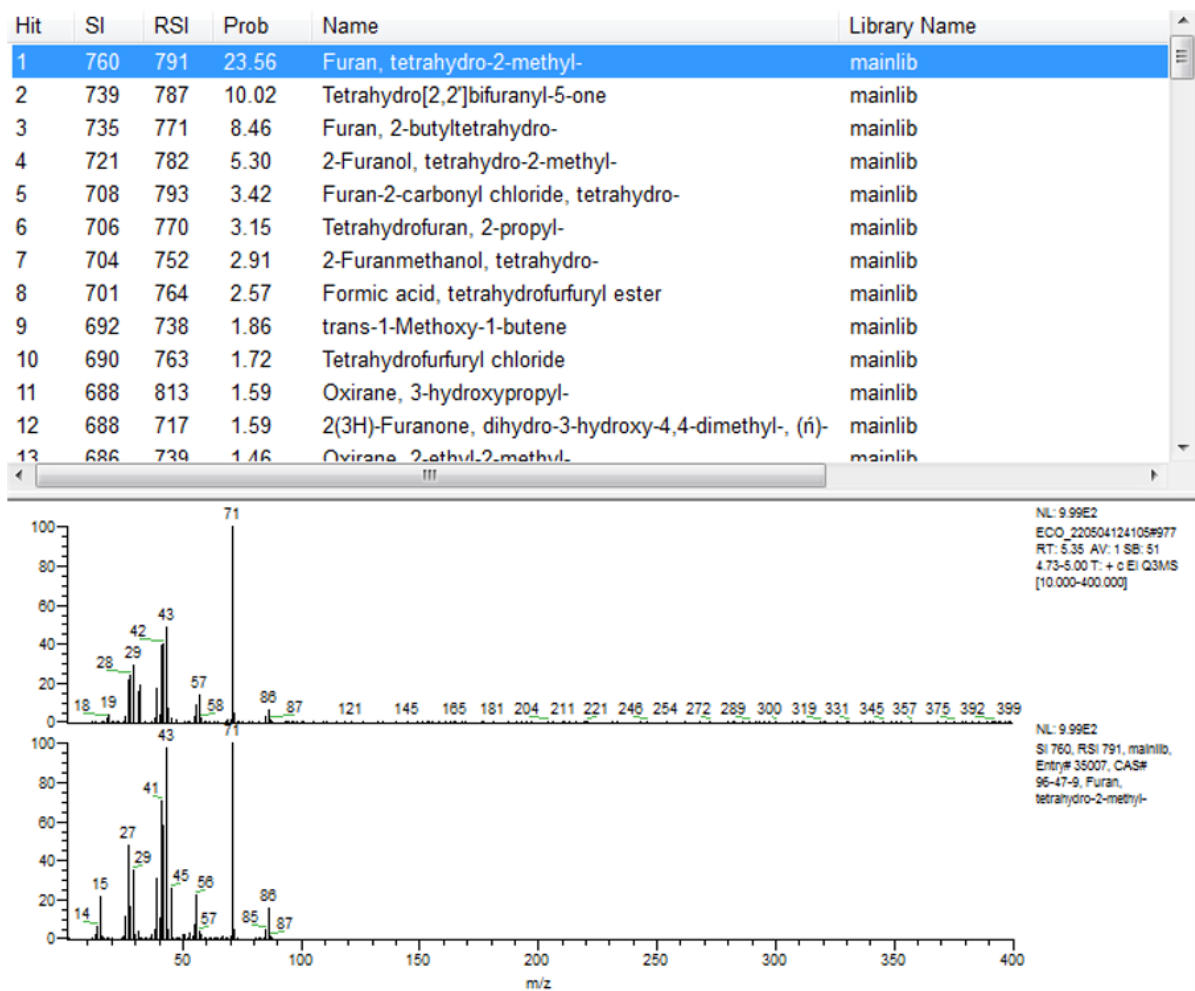 Hit SI RSI Prob Name Library Name
1 760 791 23.56 Furan, tetrahydro-2-methyl- mainlib
2 739 787 10.02 Tetrahydro[2,2']bifuranyl-5-one mainlib
3 735 771 8.46 Furan, 2-butyltetrahydro- mainlib
4 721 782 5.30 2-Furanol, tetrahydro-2-methyl- mainlib
5 708 793 3.42 Furan-2-carbonyl chloride, tetrahydro- mainlib
6 706 770 3.15 Tetrahydrofuran, 2-propyl- mainlib
7 704 752 2.91 2-Furanmethanol, tetrahydro- mainlib
8 701 764 2.57 Formic acid, tetrahydrofurfuryl ester mainlib
9 692 738 1.86 trans-1-Methoxy-1-butene mainlib
10 690 763 1.72 Tetrahydrofurfuryl chloride mainlib
11 688 813 1.59 Oxirane, 3-hydroxypropyl- mainlib
12 688 717 1.59 2(3H)-Furanone, dihydro-3-hydroxy-4,4-dimethyl-, (ń)- mainlib
13 686 739 1.46 Oxirane, 2-ethyl-2-methyl- mainlib
71
100
80
60
43
42
40
28 29
57
20
18 19 58 86 87 121 145 165 181 204 211 221 246 254 272 289 300 319 331 345 357 375 392 399
0
NL: 9.99E2
ECO_220504124105#977
RT: 5.35 AV: 1 SB: 51
4.73-5.00 T: + c EI Q3MS
[10.000-400.000]
43 71
100
80
41
60
27
40
29
45 56
15
20
14 57 85 86 87
0
NL: 9.99E2
SI 760, RSI 791, mainlib,
Entry# 35007, CAS#
96-47-9, Furan,
tetrahydro-2-methyl-
50 100 150 200 250 300 350 400
m/z